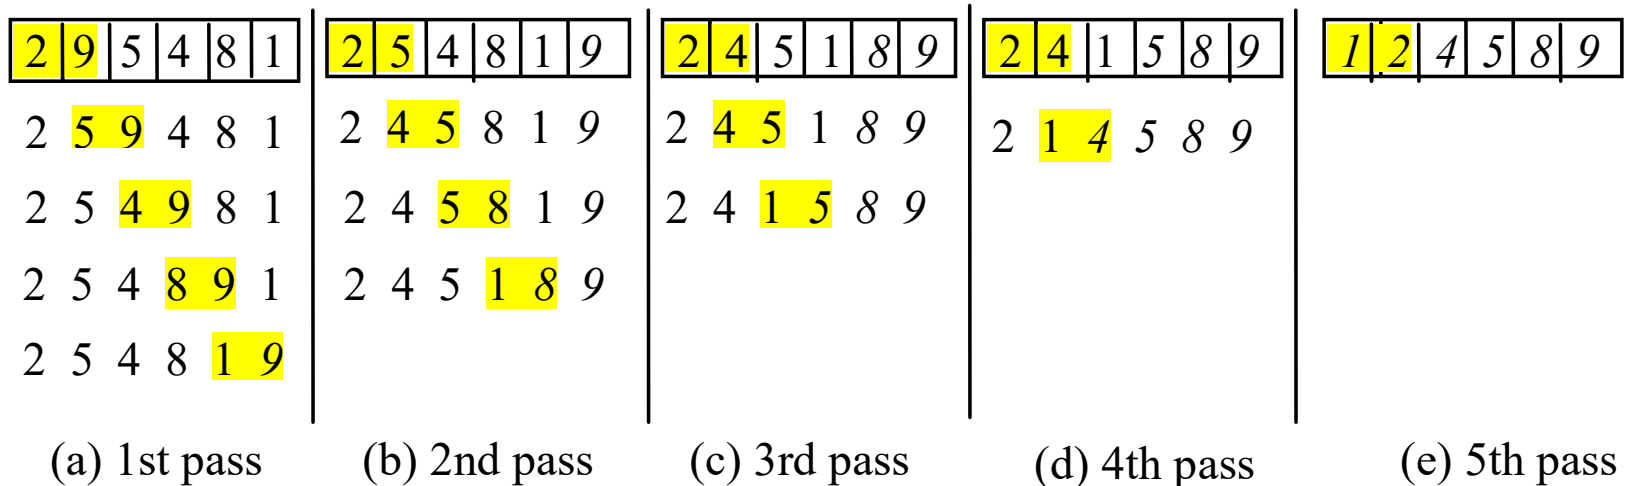 2 9 5 4 8 1
2 5 9 4 8 1
2 5 4 9 8 1
2 5 4 8 9 1
2 5 4 8 1 9
(a) 1st pass
2 5 4 8 1 9
2 4 5 8 1 9
2 4 5 8 1 9
2 4 5 1 8 9
(b) 2nd pass
2 4 5 1 8 9
2 4 5 1 8 9
2 4 1 5 8 9
(c) 3rd pass
2 4 1 5 8 9
2 1 4 5 8 9
(d) 4th pass
1 2 4 5 8 9
(e) 5th pass